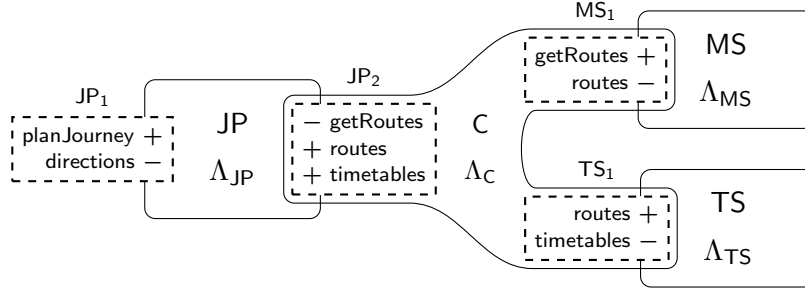 JP₁
planJourney +
directions −
JP
Λ_JP
JP₂
− getRoutes
+ routes
+ timetables
C
Λ_C
MS₁
getRoutes +
routes −
MS
Λ_MS
TS₁
routes +
timetables −
TS
Λ_TS